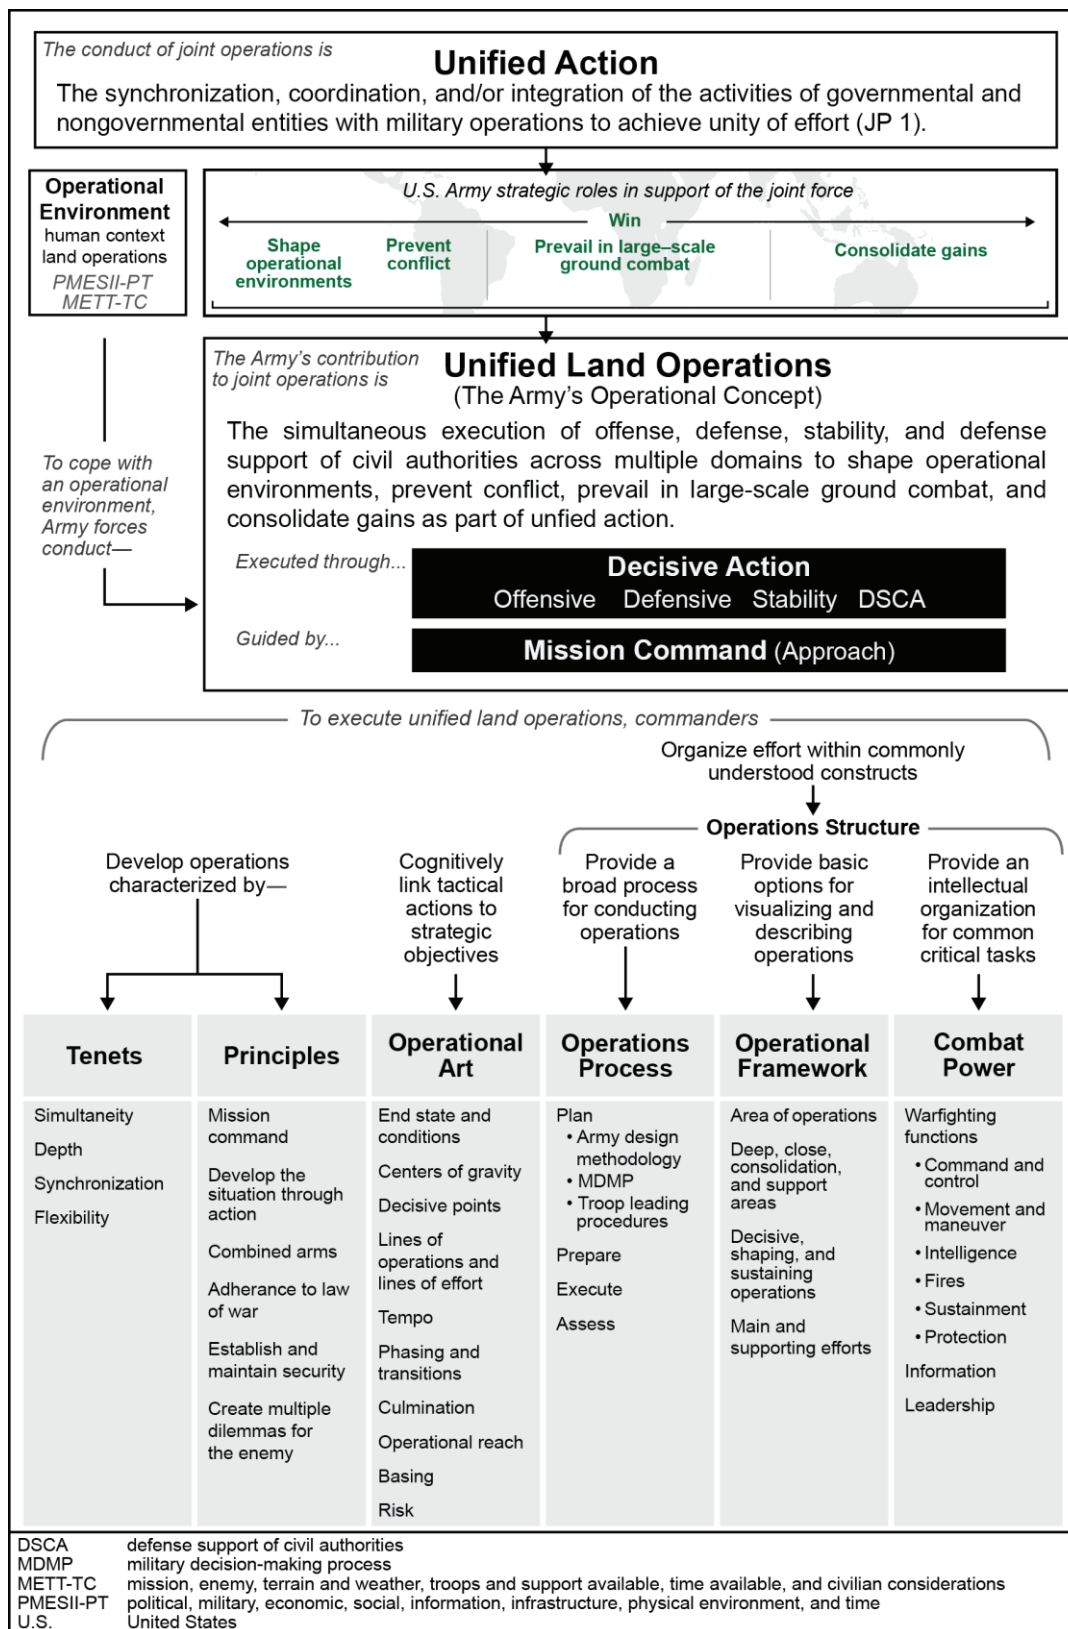 The conduct of joint operations is
Unified Action
The synchronization, coordination, and/or integration of the activities of governmental and
nongovernmental entities with military operations to achieve unity of effort (JP 1).
Operational
Environment
human context
land operations
PMESII-PT
METT-TC
U.S. Army strategic roles in support of the joint force
Win
Shape
operational
environments
Prevent
conflict
Prevail in large–scale
ground combat
Consolidate gains
The Army's contribution
to joint operations is
Unified Land Operations
(The Army's Operational Concept)
The simultaneous execution of offense, defense, stability, and defense
support of civil authorities across multiple domains to shape operational
environments, prevent conflict, prevail in large-scale ground combat, and
consolidate gains as part of unfied action.
To cope with
an operational
environment,
Army forces
conduct—
Executed through...
Decisive Action
Offensive Defensive Stability DSCA
Guided by...
Mission Command (Approach)
To execute unified land operations, commanders
Organize effort within commonly
understood constructs
Operations Structure
Develop operations
characterized by—
Cognitively
link tactical
actions to
strategic
objectives
Provide a
broad process
for conducting
operations
Provide basic
options for
visualizing and
describing
operations
Provide an
intellectual
organization
for common
critical tasks
Tenets
Simultaneity
Depth
Synchronization
Flexibility
Principles
Mission
command
Develop the
situation through
action
Combined arms
Adherance to law
of war
Establish and
maintain security
Create multiple
dilemmas for
the enemy
Operational
Art
End state and
conditions
Centers of gravity
Decisive points
Lines of
operations and
lines of effort
Tempo
Phasing and
transitions
Culmination
Operational reach
Basing
Risk
Operations
Process
Plan
• Army design
methodology
• MDMP
• Troop leading
procedures
Prepare
Execute
Assess
Operational
Framework
Area of operations
Deep, close,
consolidation,
and support
areas
Decisive,
shaping, and
sustaining
operations
Main and
supporting efforts
Combat
Power
Warfighting
functions
• Command and
control
• Movement and
maneuver
• Intelligence
• Fires
• Sustainment
• Protection
Information
Leadership
DSCA defense support of civil authorities
MDMP military decision-making process
METT-TC mission, enemy, terrain and weather, troops and support available, time available, and civilian considerations
PMESII-PT political, military, economic, social, information, infrastructure, physical environment, and time
U.S. United States